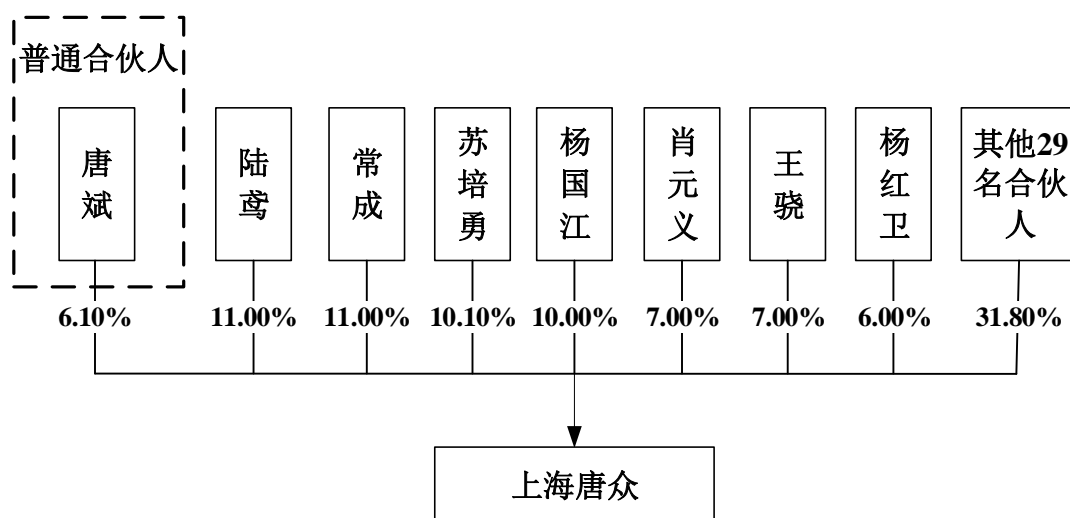 普通合伙人
唐斌
陆鸢
常成
苏培勇
杨国江
肖元义
王骁
杨红卫
其他29
名合伙
人
6.10%
11.00%
11.00%
10.10%
10.00%
7.00%
7.00%
6.00%
31.80%
上海唐众